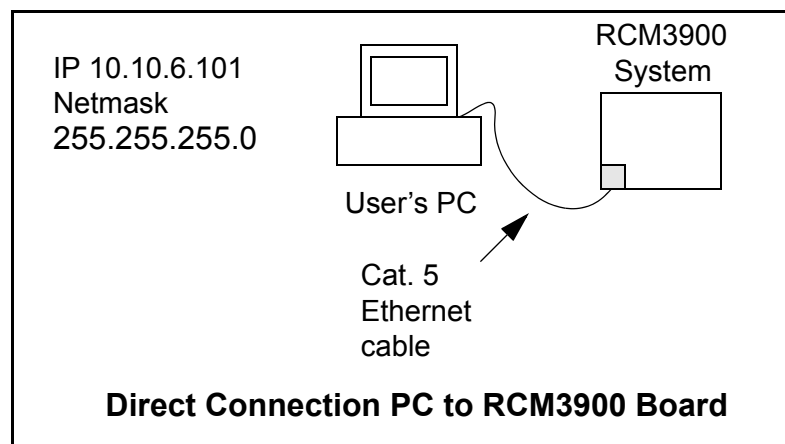 IP 10.10.6.101
Netmask
255.255.255.0
RCM3900
System
User’s PC
Cat. 5
Ethernet
cable
Direct Connection PC to RCM3900 Board